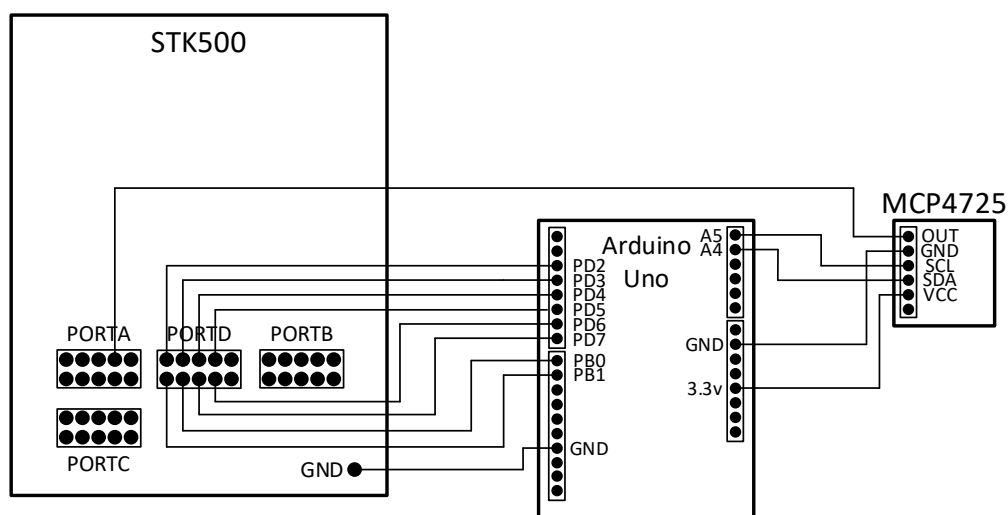 STK500
MCP4725
OUT
GND
SCL
SDA
VCC
Arduino
Uno
A5
A4
PD2
PD3
PD4
PD5
PD6
PD7
PB0
PB1
GND
GND
3.3v
PORTA
PORTD
PORTB
PORTC
GND